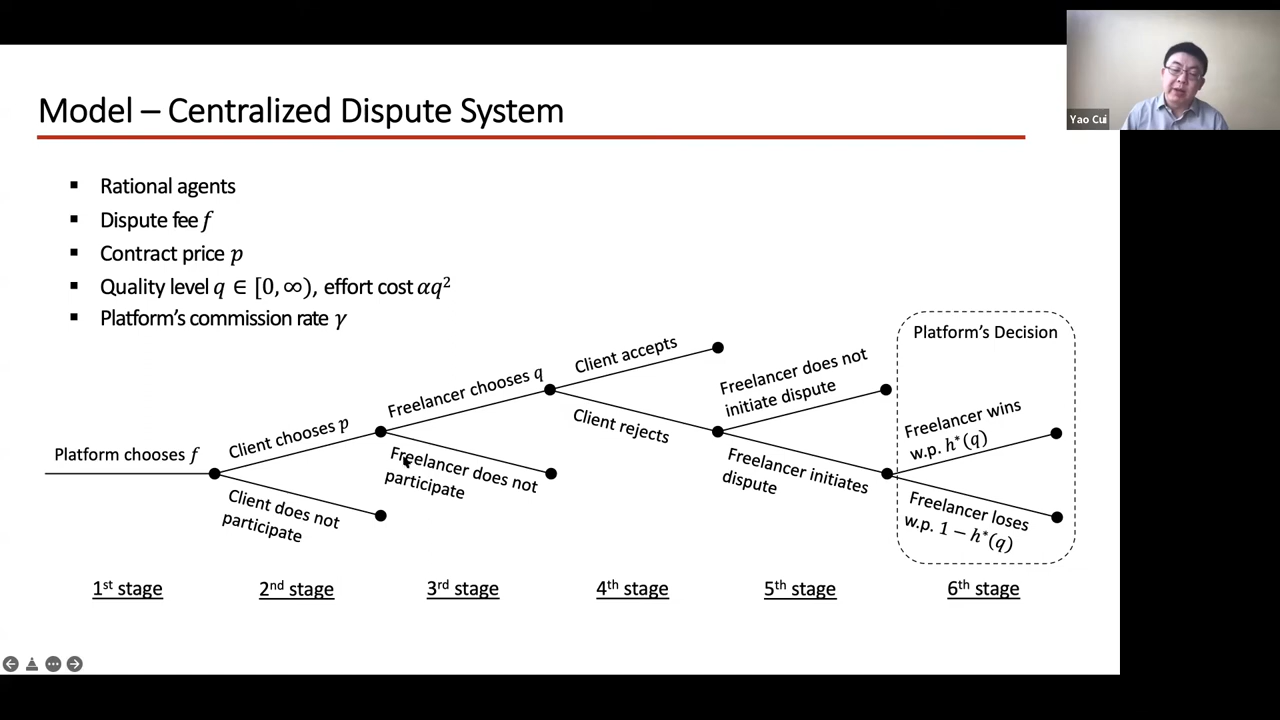 Model – Centralized Dispute System
Yao Cui
▪ Rational agents
▪ Dispute fee f
▪ Contract price p
▪ Quality level q ∈ [0, ∞), effort cost αq²
▪ Platform's commission rate γ
Platform chooses f
Client chooses p
Client does not
participate
Freelancer chooses q
Freelancer does not
participate
Client accepts
Client rejects
Freelancer does not
initiate dispute
Freelancer initiates
dispute
Platform's Decision
Freelancer wins
w.p. h*(q)
Freelancer loses
w.p. 1 − h*(q)
1st stage
2nd stage
3rd stage
4th stage
5th stage
6th stage